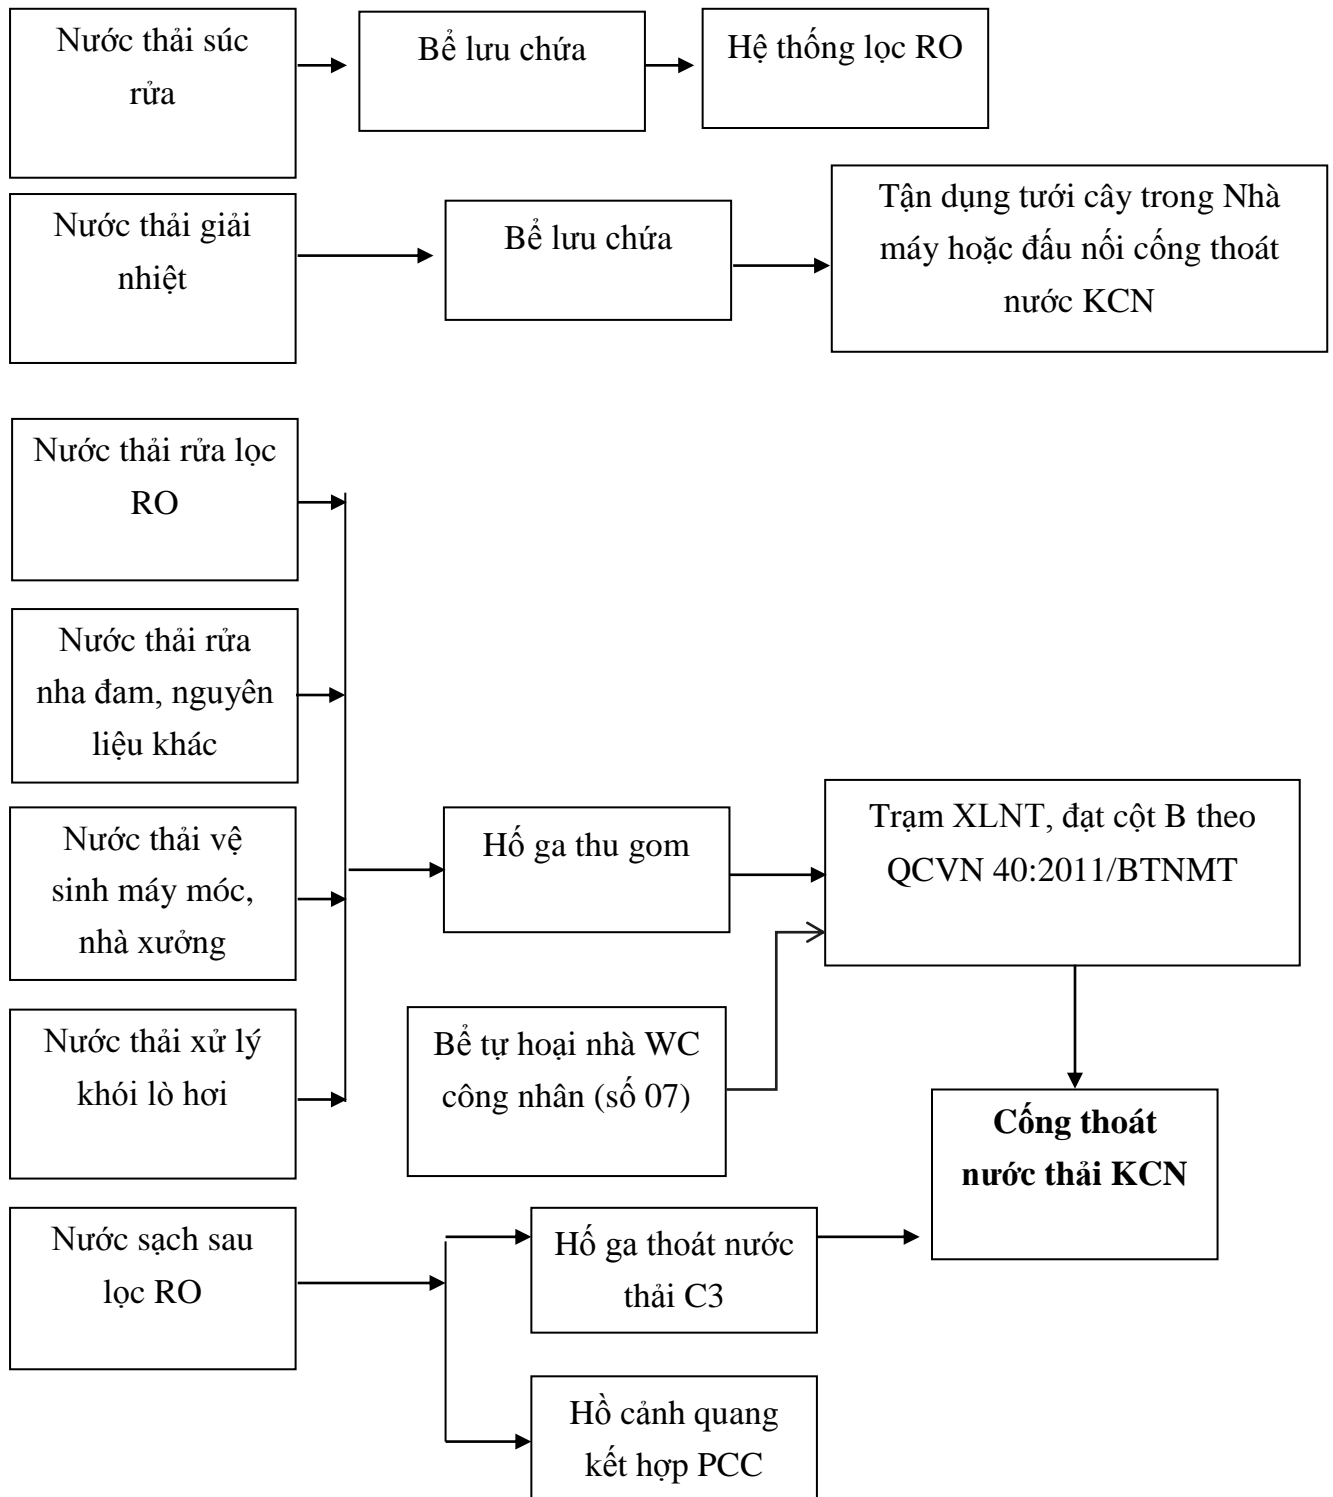 Nước thải súc
rửa
Bể lưu chứa
Hệ thống lọc RO
Nước thải giải
nhiệt
Bể lưu chứa
Tận dụng tưới cây trong Nhà
máy hoặc đấu nối cống thoát
nước KCN
Nước thải rửa lọc
RO
Nước thải rửa
nha đam, nguyên
liệu khác
Nước thải vệ
sinh máy móc,
nhà xưởng
Hố ga thu gom
Trạm XLNT, đạt cột B theo
QCVN 40:2011/BTNMT
Nước thải xử lý
khói lò hơi
Bể tự hoại nhà WC
công nhân (số 07)
Cống thoát
nước thải KCN
Nước sạch sau
lọc RO
Hố ga thoát nước
thải C3
Hồ cảnh quang
kết hợp PCC